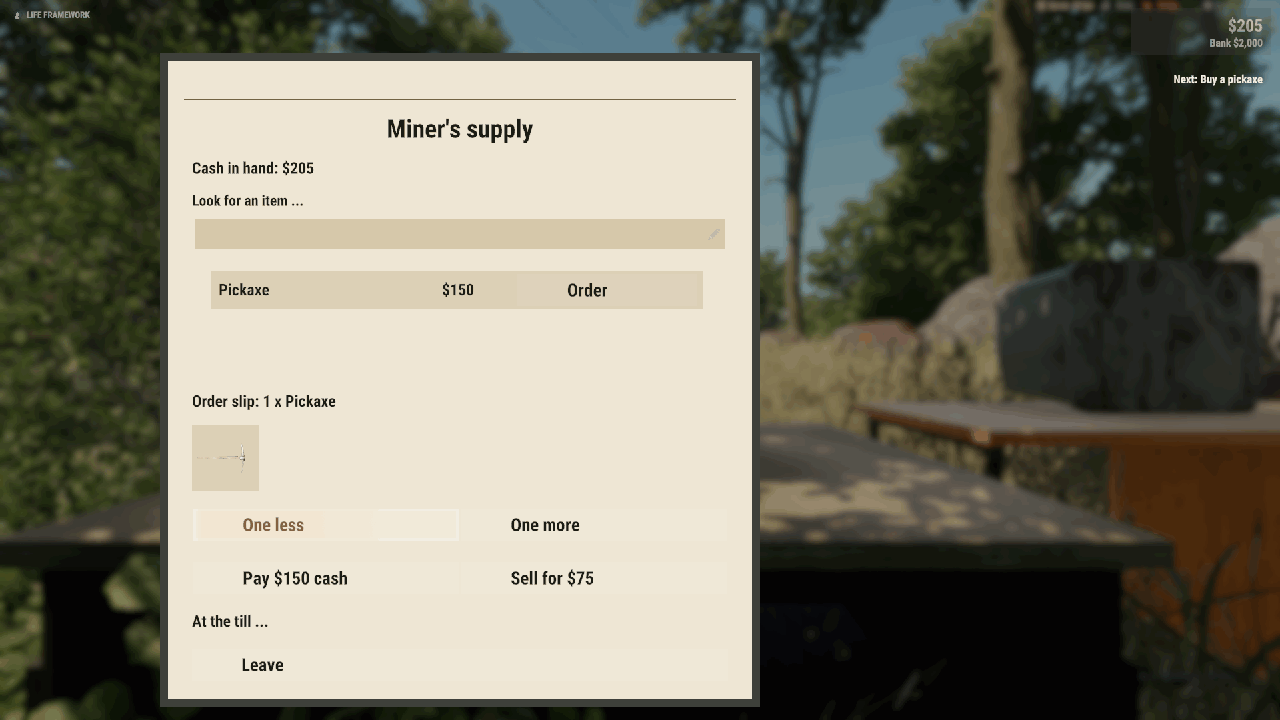 LIFE FRAMEWORK
$205
Bank $2,000
Next: Buy a pickaxe
Miner's supply
Cash in hand: $205
Look for an item ...
Pickaxe $150 Order
Order slip: 1 x Pickaxe
One less One more
Pay $150 cash Sell for $75
At the till ...
Leave